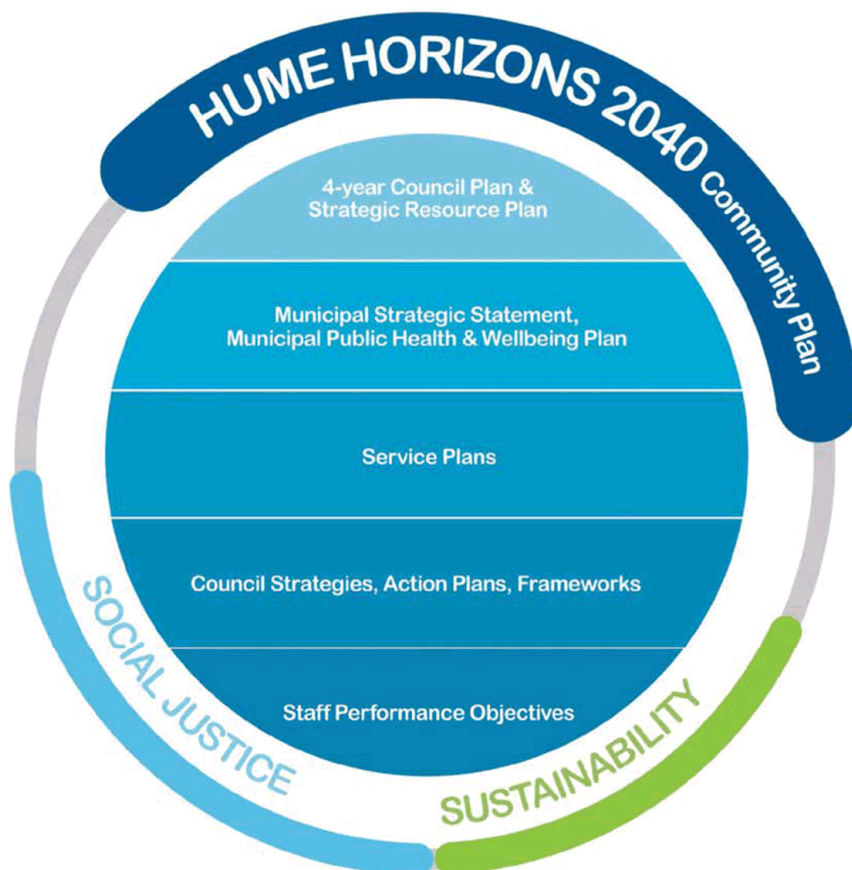 HUME HORIZONS 2040 Community Plan
4-year Council Plan &
Strategic Resource Plan
Municipal Strategic Statement,
Municipal Public Health & Wellbeing Plan
Service Plans
Council Strategies, Action Plans, Frameworks
Staff Performance Objectives
SOCIAL JUSTICE
SUSTAINABILITY